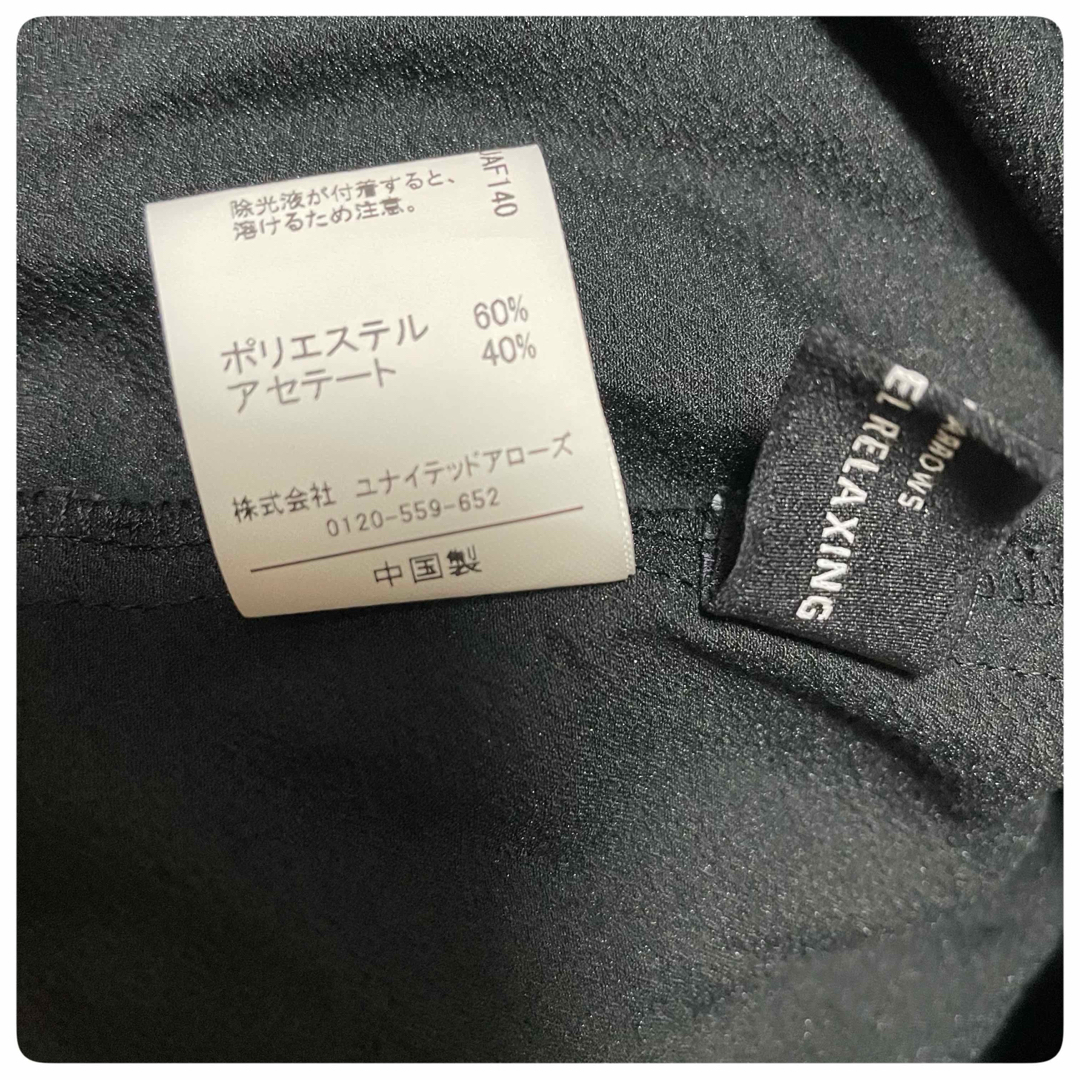 除光液が付着すると、
溶けるため注意。
UAF140
ポリエステル 60%
アセテート 40%
株式会社 ユナイテッドアローズ
0120-559-652
中国製
ARROWS
RELAXING